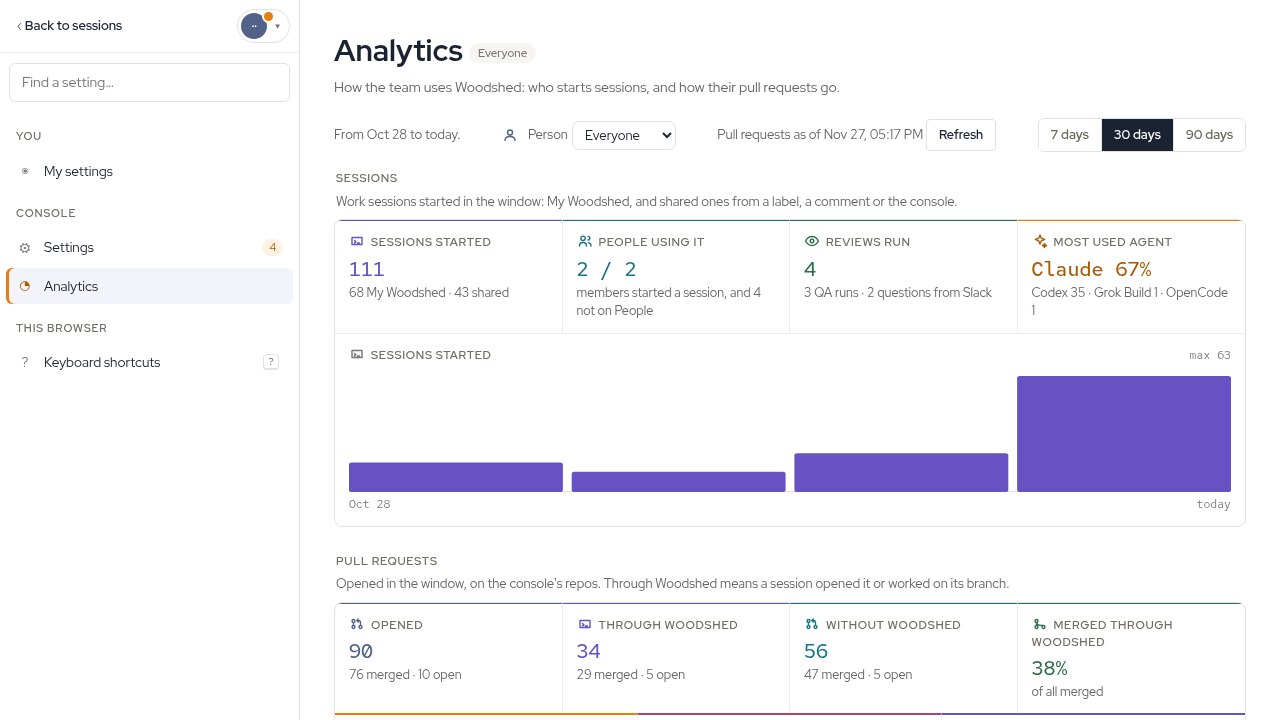 ‹ Back to sessions
Find a setting...
YOU
My settings
CONSOLE
Settings 4
Analytics
THIS BROWSER
? Keyboard shortcuts ?
Analytics Everyone
How the team uses Woodshed: who starts sessions, and how their pull requests go.
From Oct 28 to today. Person Everyone Pull requests as of Nov 27, 05:17 PM Refresh 7 days 30 days 90 days
SESSIONS
Work sessions started in the window: My Woodshed, and shared ones from a label, a comment or the console.
SESSIONS STARTED
111
68 My Woodshed · 43 shared
PEOPLE USING IT
2 / 2
members started a session, and 4
not on People
REVIEWS RUN
4
3 QA runs · 2 questions from Slack
MOST USED AGENT
Claude 67%
Codex 35 · Grok Build 1 · OpenCode
1
SESSIONS STARTED max 63
Oct 28 today
PULL REQUESTS
Opened in the window, on the console's repos. Through Woodshed means a session opened it or worked on its branch.
OPENED
90
76 merged · 10 open
THROUGH WOODSHED
34
29 merged · 5 open
WITHOUT WOODSHED
56
47 merged · 5 open
MERGED THROUGH
WOODSHED
38%
of all merged